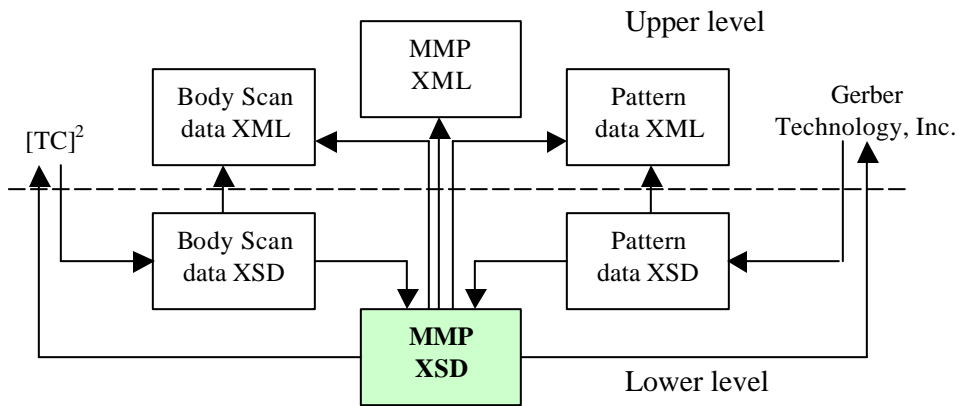 Upper level
MMP
XML
Body Scan
data XML
Pattern
data XML
Gerber
Technology, Inc.
[TC]²
Body Scan
data XSD
Pattern
data XSD
MMP
XSD
Lower level